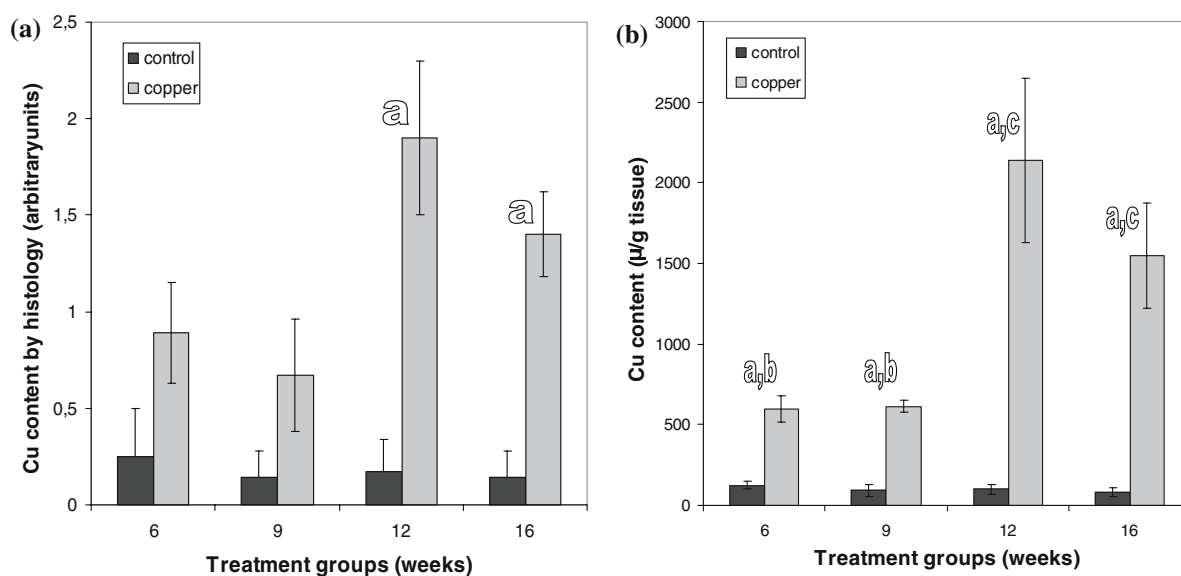 (a)
Cu content by histology (arbitraryunits)
2,5
2
1,5
1
0,5
0
control
copper
a
a
6
9
12
16
Treatment groups (weeks)
(b)
Cu content (µ/g tissue)
3000
2500
2000
1500
1000
500
0
control
copper
a,b
a,b
a,c
a,c
6
9
12
16
Treatment groups (weeks)